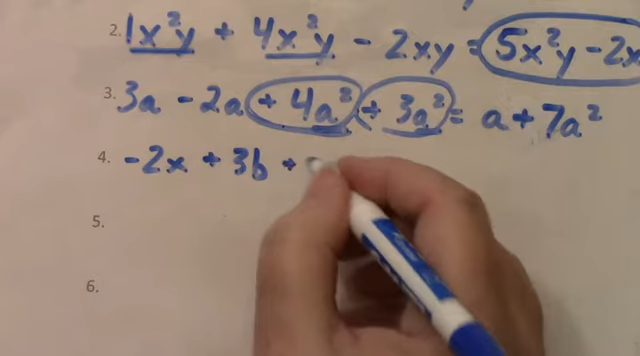 2. 1x²y + 4x²y - 2xy = 5x²y - 2x
3. 3a - 2a + 4a² + 3a² = a + 7a²
4. -2x + 3b +
5.
6.